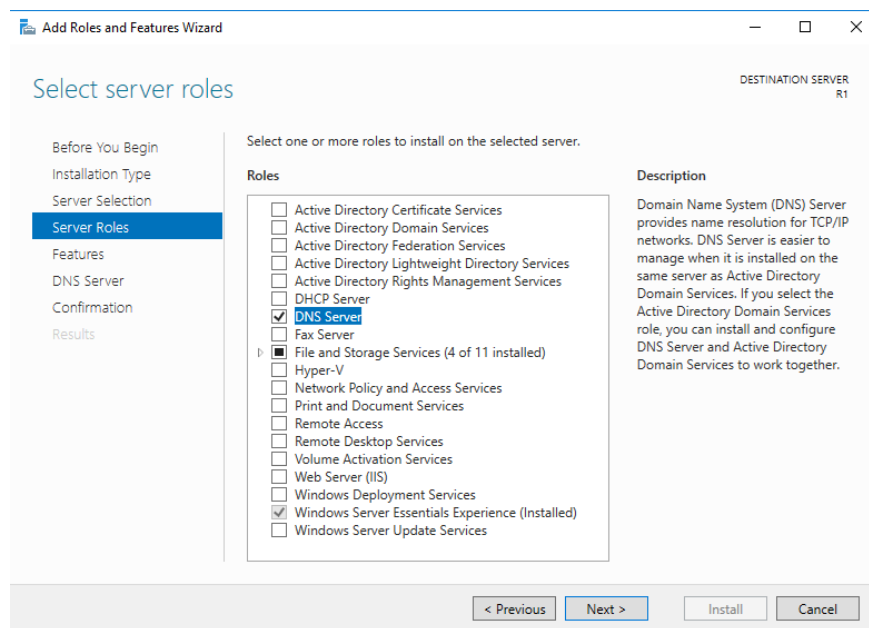 Add Roles and Features Wizard
Select server roles
DESTINATION SERVER
R1
Before You Begin
Installation Type
Server Selection
Server Roles
Features
DNS Server
Confirmation
Results
Select one or more roles to install on the selected server.
Roles
Active Directory Certificate Services
Active Directory Domain Services
Active Directory Federation Services
Active Directory Lightweight Directory Services
Active Directory Rights Management Services
DHCP Server
DNS Server
Fax Server
File and Storage Services (4 of 11 installed)
Hyper-V
Network Policy and Access Services
Print and Document Services
Remote Access
Remote Desktop Services
Volume Activation Services
Web Server (IIS)
Windows Deployment Services
Windows Server Essentials Experience (Installed)
Windows Server Update Services
Description
Domain Name System (DNS) Server
provides name resolution for TCP/IP
networks. DNS Server is easier to
manage when it is installed on the
same server as Active Directory
Domain Services. If you select the
Active Directory Domain Services
role, you can install and configure
DNS Server and Active Directory
Domain Services to work together.
< Previous
Next >
Install
Cancel